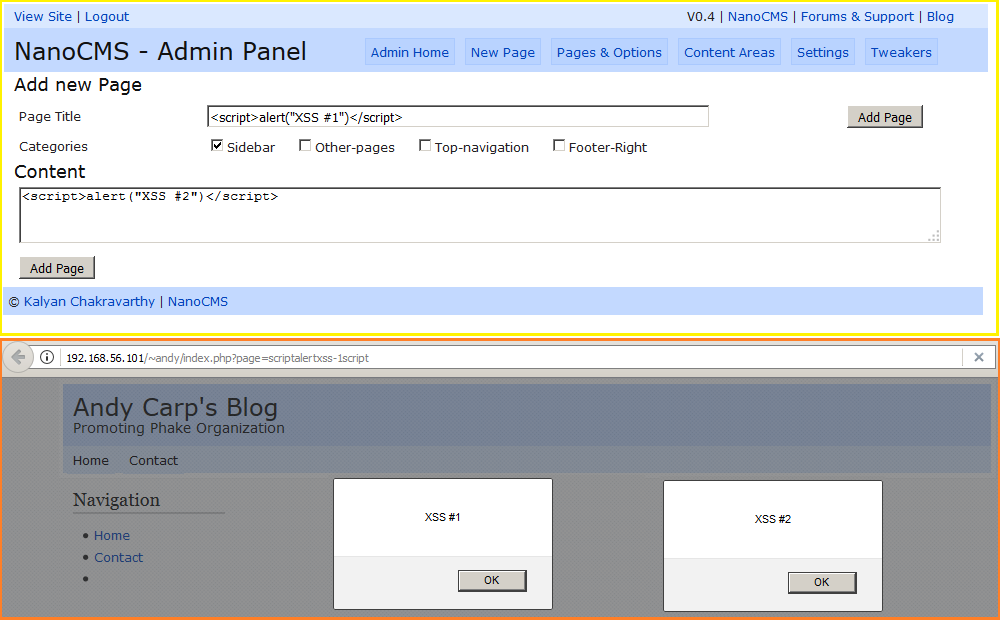 View Site | Logout
V0.4 | NanoCMS | Forums & Support | Blog
NanoCMS - Admin Panel
Admin Home
New Page
Pages & Options
Content Areas
Settings
Tweakers
Add new Page
Page Title
<script>alert("XSS #1")</script>
Add Page
Categories
Sidebar
Other-pages
Top-navigation
Footer-Right
Content
<script>alert("XSS #2")</script>
Add Page
© Kalyan Chakravarthy | NanoCMS
192.168.56.101/~andy/index.php?page=scriptalertxss-1script
Andy Carp's Blog
Promoting Phake Organization
Home
Contact
Navigation
Home
Contact
XSS #1
OK
XSS #2
OK